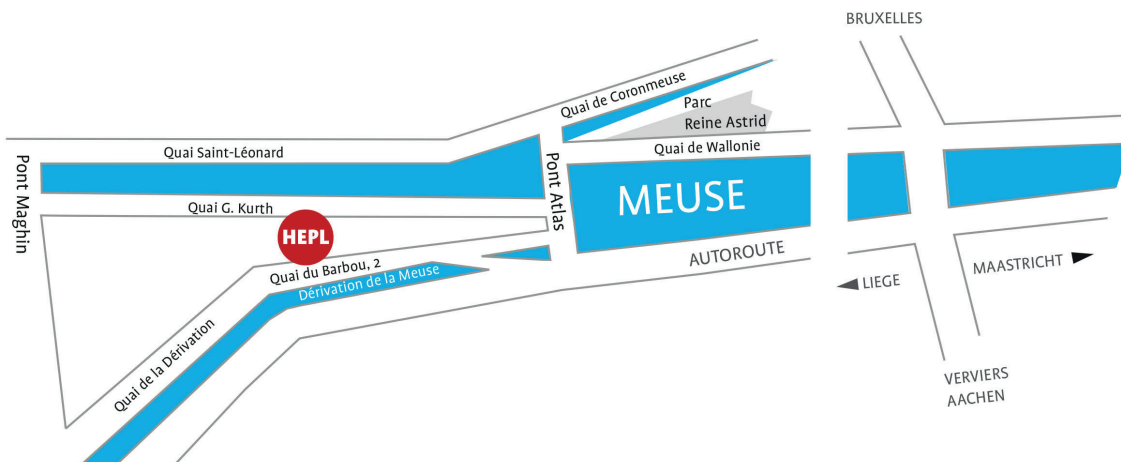 BRUXELLES
Quai de Coronmeuse
Parc
Reine Astrid
Quai Saint-Léonard
Quai de Wallonie
Pont Maghin
Pont Atlas
MEUSE
Quai G. Kurth
HEPL
Quai du Barbou, 2
Dérivation de la Meuse
AUTOROUTE
MAASTRICHT
LIEGE
Quai de la Dérivation
VERVIERS
AACHEN